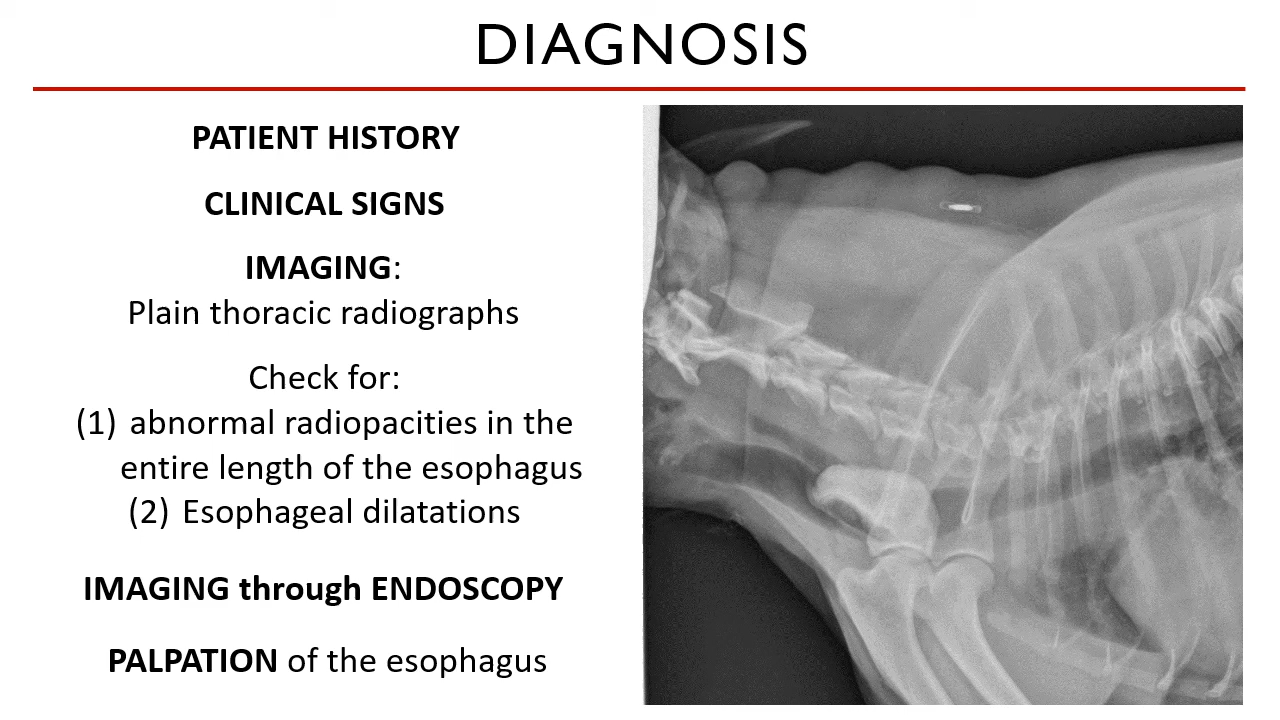 DIAGNOSIS
PATIENT HISTORY
CLINICAL SIGNS
IMAGING:
Plain thoracic radiographs
Check for:
(1) abnormal radiopacities in the
entire length of the esophagus
(2) Esophageal dilatations
IMAGING through ENDOSCOPY
PALPATION of the esophagus